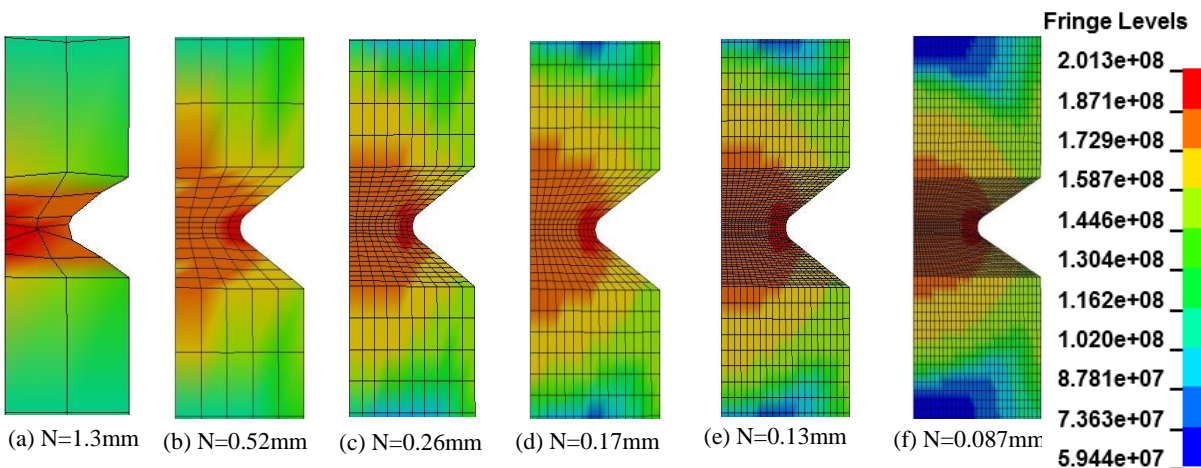 Fringe Levels
2.013e+08
1.871e+08
1.729e+08
1.587e+08
1.446e+08
1.304e+08
1.162e+08
1.020e+08
8.781e+07
7.363e+07
5.944e+07
(a) N=1.3mm
(b) N=0.52mm
(c) N=0.26mm
(d) N=0.17mm
(e) N=0.13mm
(f) N=0.087mm